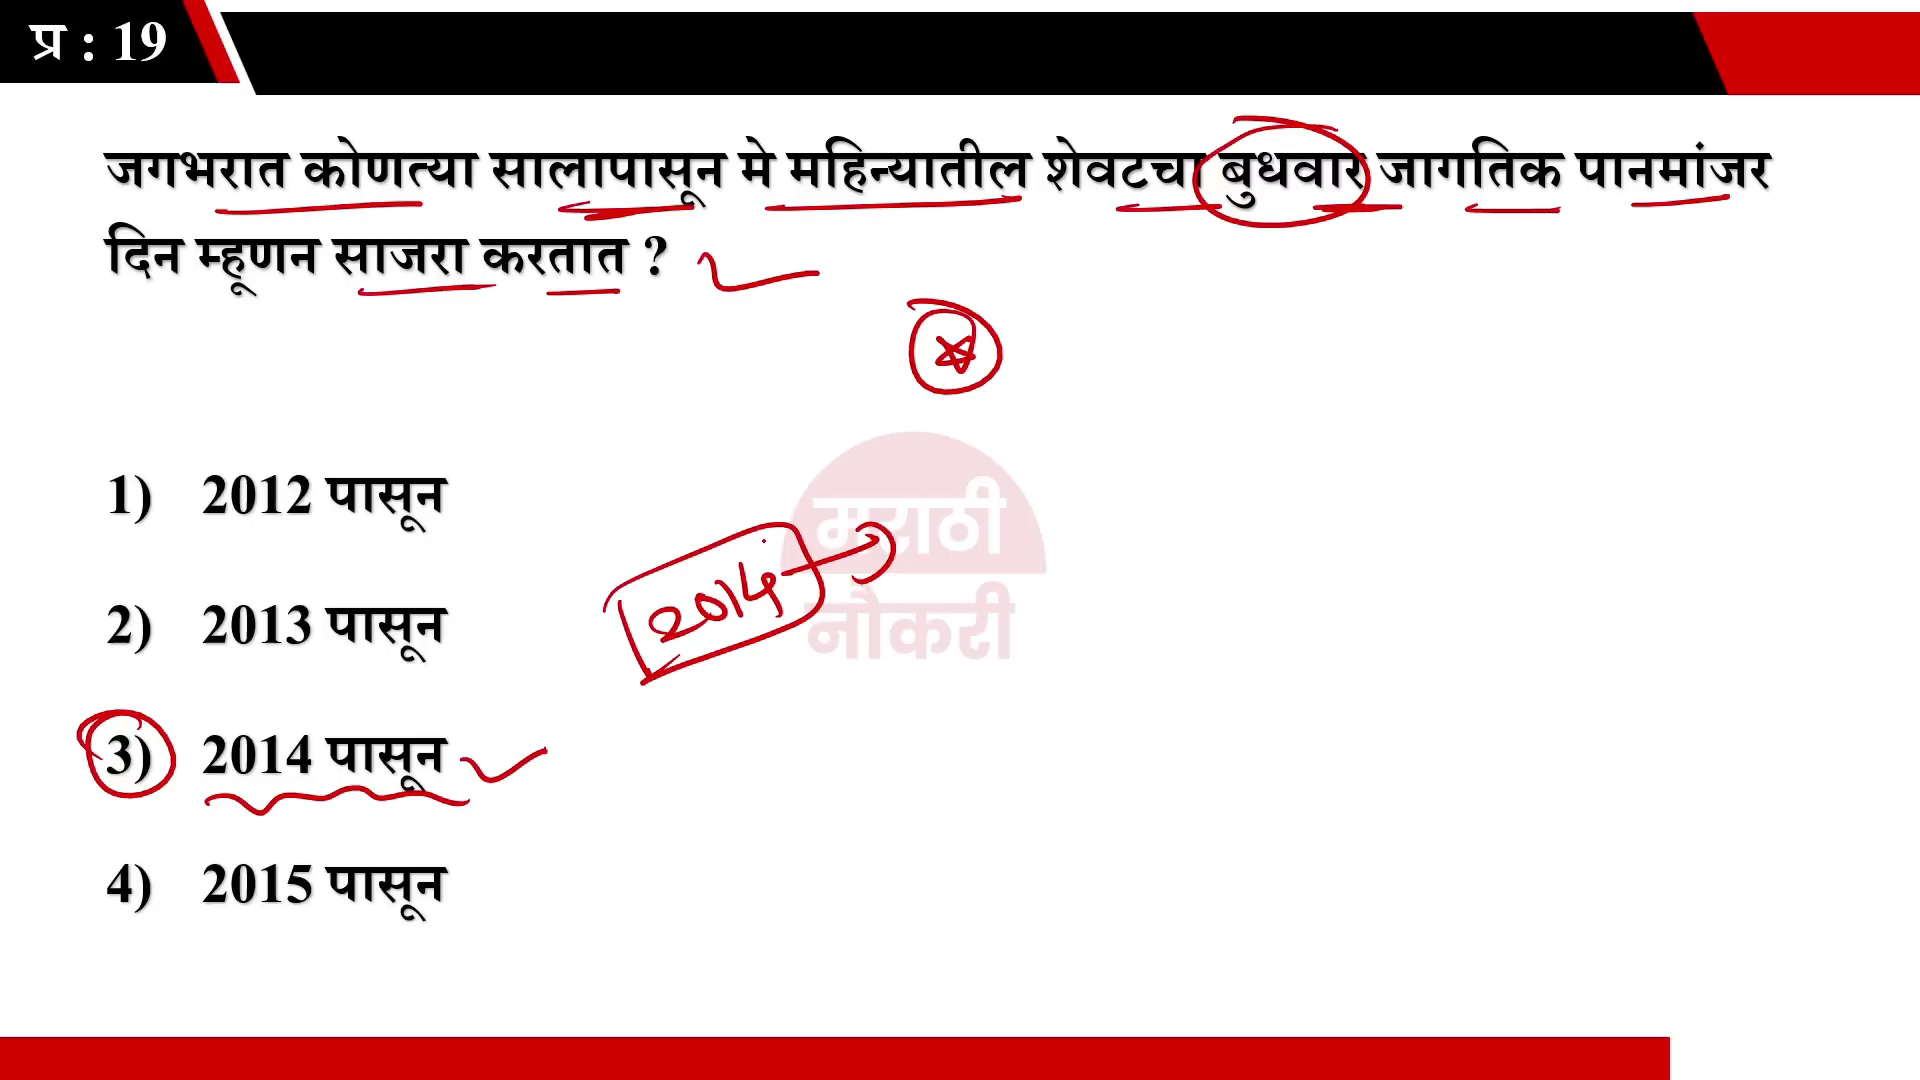 प्र : 19
जगभरात कोणत्या सालापासून मे महिन्यातील शेवटचा बुधवार जागतिक पानमांजर
दिन म्हूणन साजरा करतात ?
1) 2012 पासून
मराठी
नौकरी
2014
2) 2013 पासून
3) 2014 पासून
4) 2015 पासून